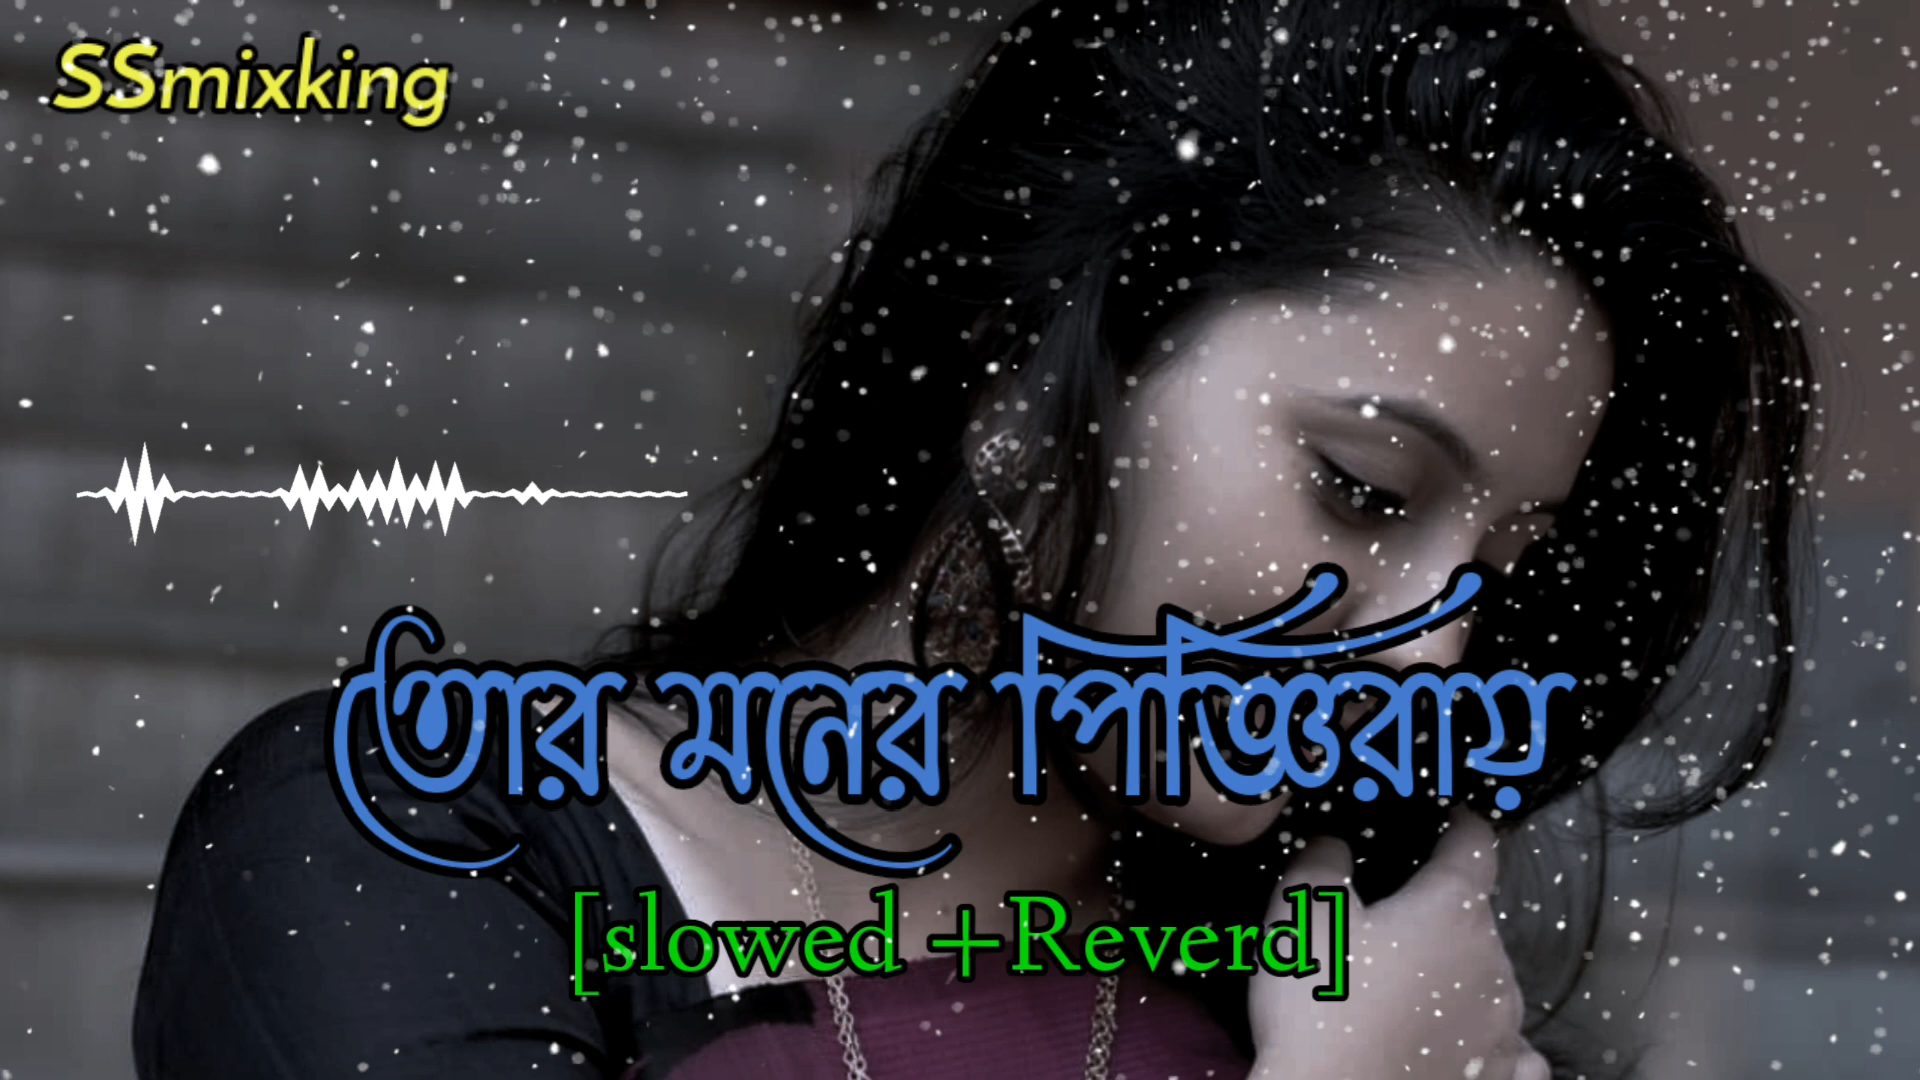 SSmixking
তোর মনের পিঞ্জিরায়
[slowed +Reverd]